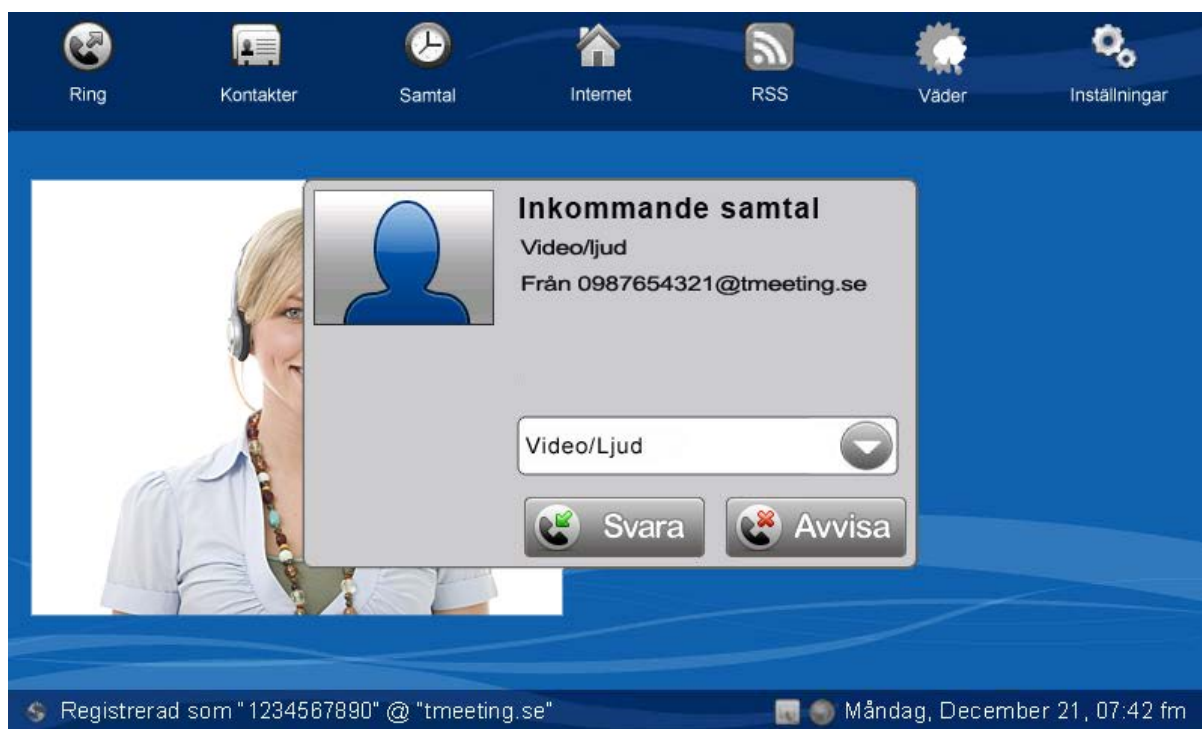 Ring
Kontakter
Samtal
Internet
RSS
Väder
Inställningar
Inkommande samtal
Video/ljud
Från 0987654321@tmeeting.se
Video/Ljud
Svara
Avvisa
Registrerad som "1234567890" @ "tmeeting.se"
Måndag, December 21, 07:42 fm